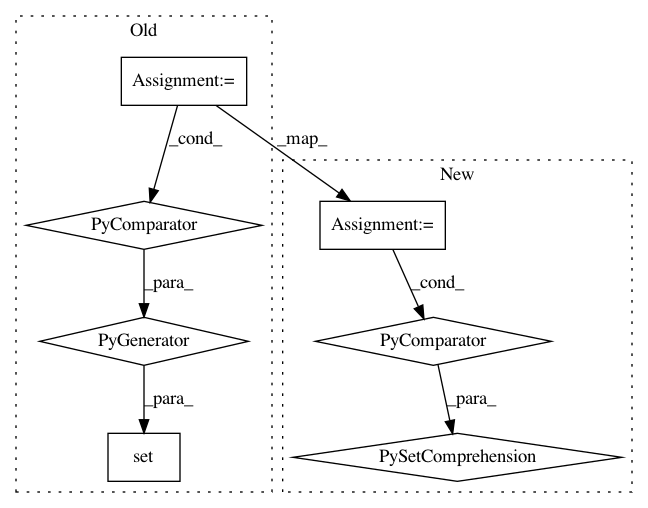 Old
Assignment:=
_cond_
_map_
New
PyComparator
Assignment:=
_para_
_cond_
PyGenerator
PyComparator
_para_
_para_
set
PySetComprehension